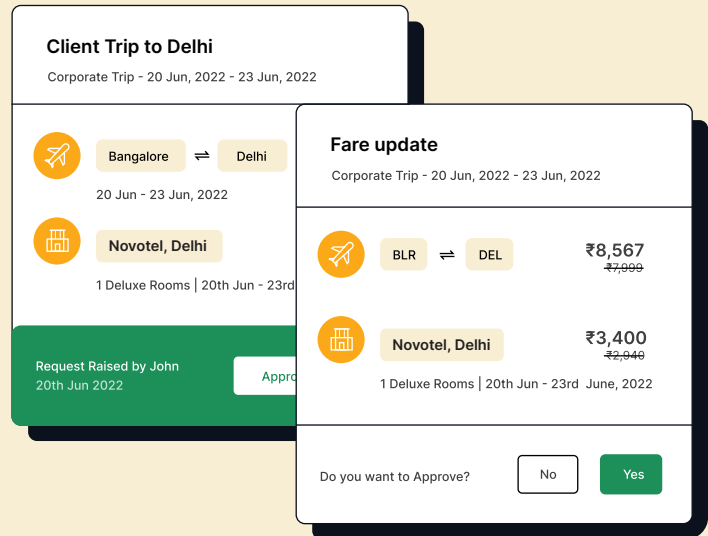 Client Trip to Delhi
Corporate Trip - 20 Jun, 2022 - 23 Jun, 2022
Bangalore ⇌ Delhi
20 Jun - 23 Jun, 2022
Novotel, Delhi
1 Deluxe Rooms | 20th Jun - 23rd
Request Raised by John
20th Jun 2022
Fare update
Corporate Trip - 20 Jun, 2022 - 23 Jun, 2022
BLR ⇌ DEL
₹8,567
₹7,999
Novotel, Delhi
₹3,400
₹2,940
1 Deluxe Rooms | 20th Jun - 23rd June, 2022
Do you want to Approve?
No
Yes